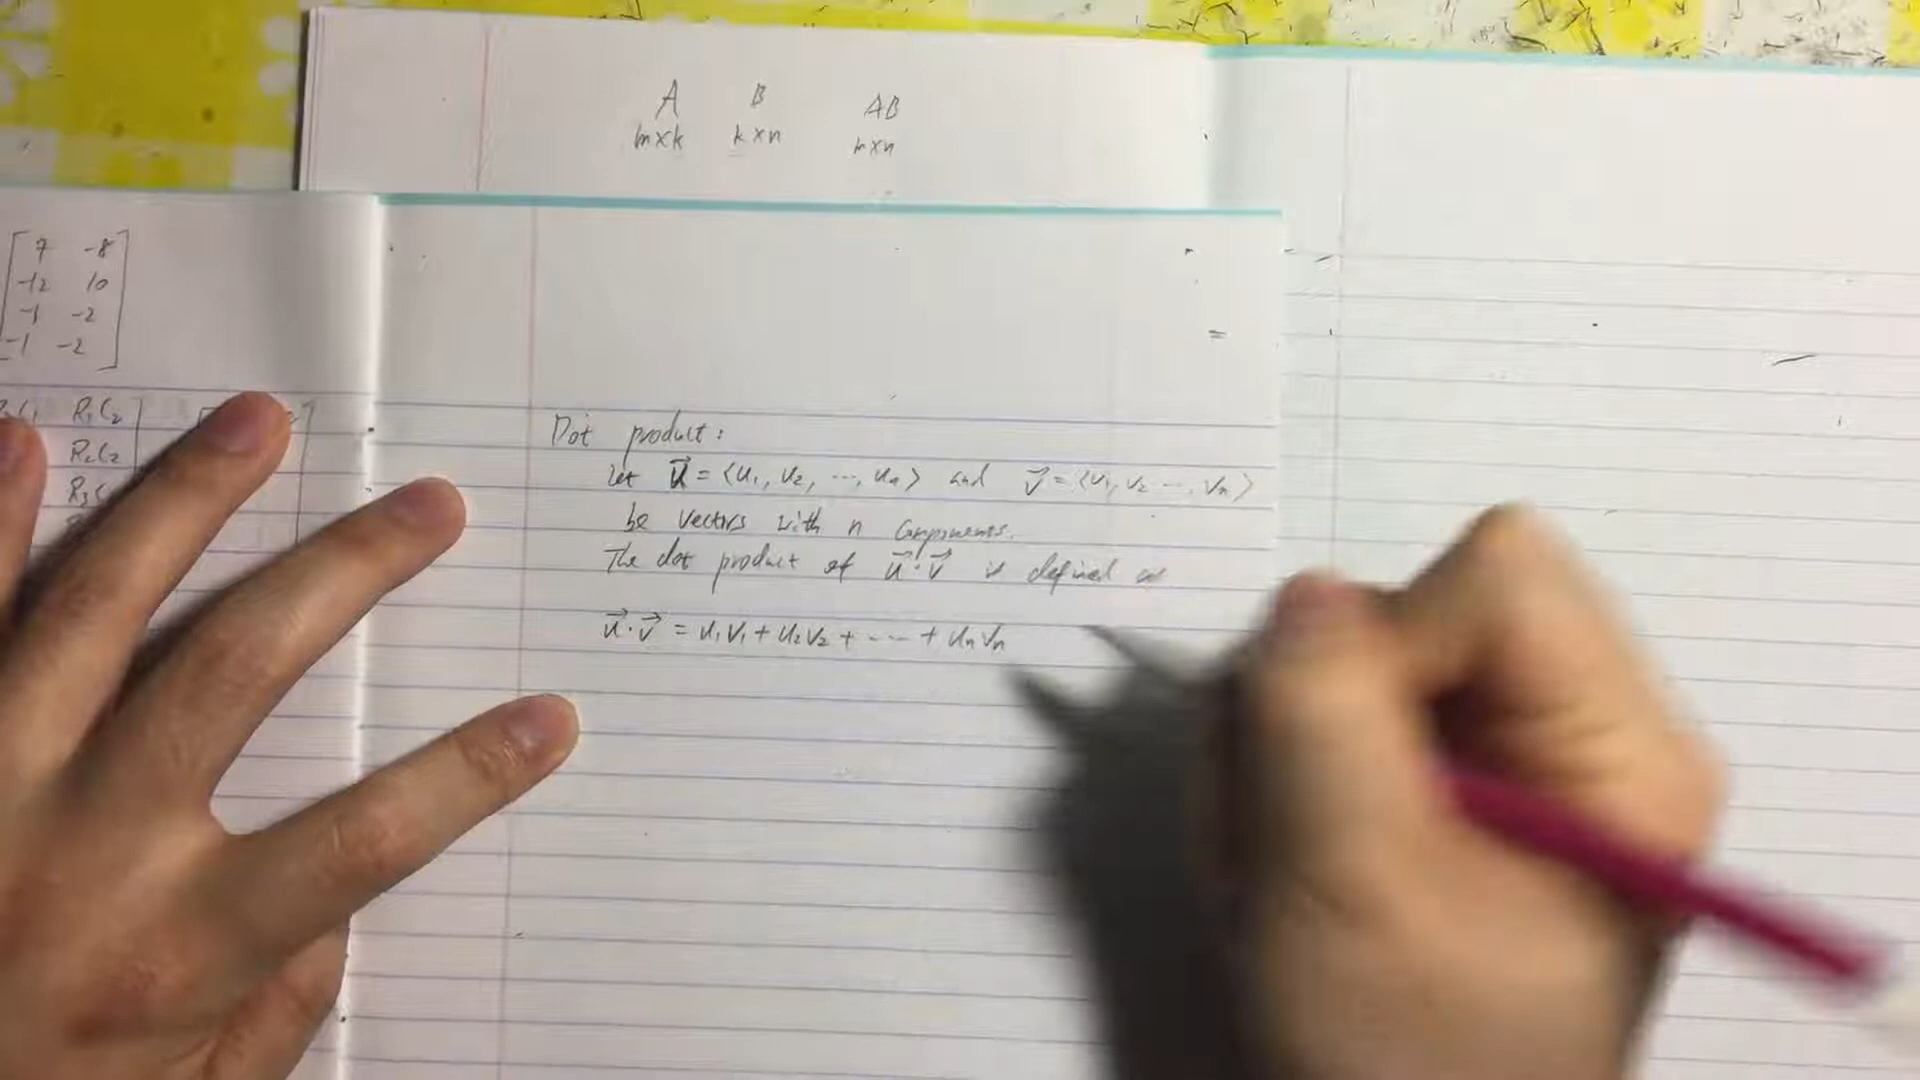 A B AB
m×k k×n m×n
7 -8
-12 10
-1 -2
-1 -2
R1C2
R2C2
Dot product:
let u⃗ = ⟨u1, u2, ..., un⟩ and v⃗ = ⟨v1, v2 ..., vn⟩
be vectors with n components.
The dot product of u⃗·v⃗ is defined as
u⃗·v⃗ = u1v1 + u2v2 + ---- + unvn